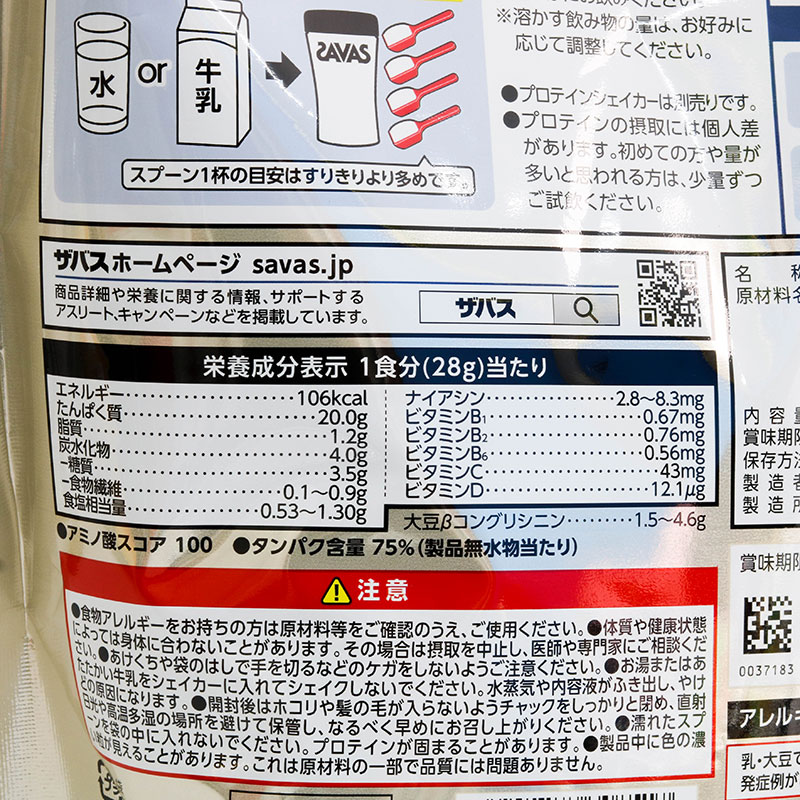 にお飲みください。
※溶かす飲み物の量は、お好みに
応じて調整してください。
水
or
牛乳
SAVAS
●プロテインシェイカーは別売りです。
●プロテインの摂取には個人差
があります。初めての方や量が
多いと思われる方は、少量ずつ
ご試飲ください。
スプーン1杯の目安はすりきりより多めです。
ザバス ホームページ savas.jp
商品詳細や栄養に関する情報、サポートする
アスリート、キャンペーンなどを掲載しています。
ザバス
栄養成分表示 1食分(28g)当たり
エネルギー 106kcal
たんぱく質 20.0g
脂質 1.2g
炭水化物 4.0g
−糖質 3.5g
−食物繊維 0.1〜0.9g
食塩相当量 0.53〜1.30g
ナイアシン 2.8〜8.3mg
ビタミンB1 0.67mg
ビタミンB2 0.76mg
ビタミンB6 0.56mg
ビタミンC 43mg
ビタミンD 12.1μg
大豆βコングリシニン 1.5〜4.6g
●アミノ酸スコア 100 ●タンパク含量 75%(製品無水物当たり)
注意
●食物アレルギーをお持ちの方は原材料等をご確認のうえ、ご使用ください。●体質や健康状態
によっては身体に合わないことがあります。その場合は摂取を中止し、医師や専門家にご相談くだ
さい。●あけくちや袋のはしで手を切るなどのケガをしないようご注意ください。●お湯またはあ
たたかい牛乳をシェイカーに入れてシェイクしないでください。水蒸気や内容液がふき出し、やけ
どの原因になります。●開封後はホコリや髪の毛が入らないようチャックをしっかりと閉め、直射
日光や高温多湿の場所を避けて保管し、なるべく早めにお召し上がりください。●濡れたスプ
ーンを袋の中に入れないでください。プロテインが固まることがあります。●製品中に色の濃
い粒が見えることがあります。これは原材料の一部で品質には問題ありません。
名 称
原材料名
内容量
賞味期限
保存方法
製造者
製造所
賞味期限
0037183
アレルギ
乳・大豆で
発症例が